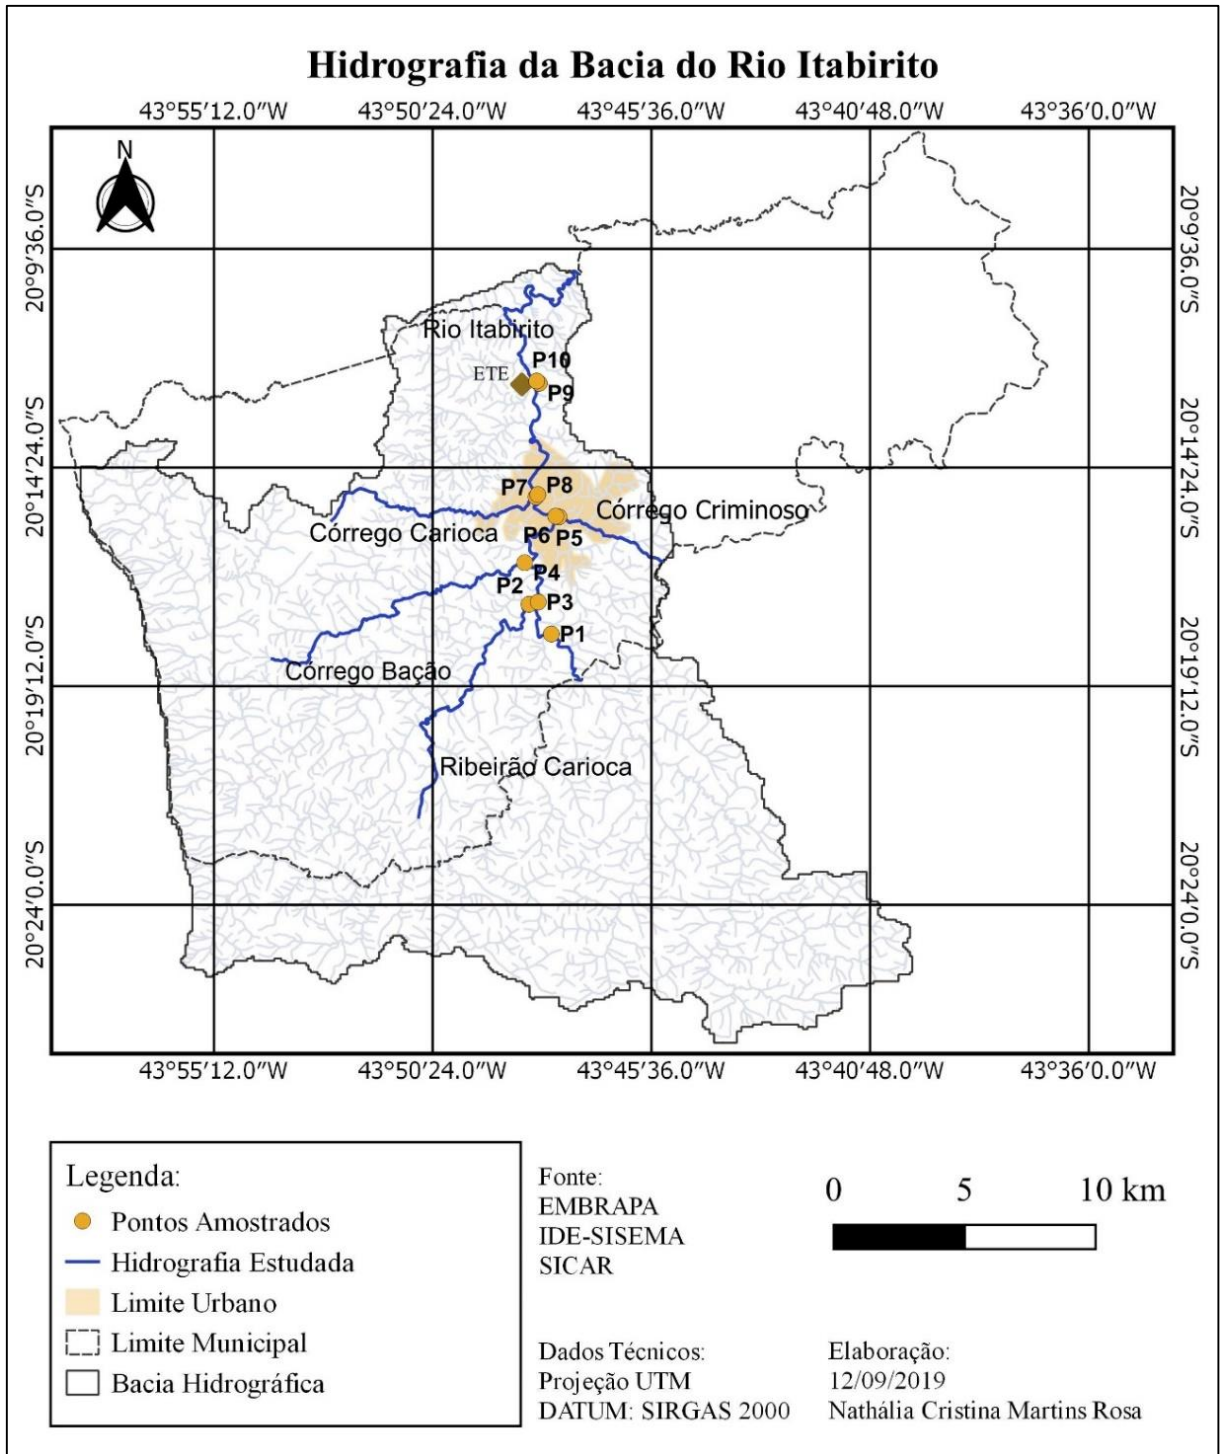 Hidrografia da Bacia do Rio Itabirito
43°55'12.0"W 43°50'24.0"W 43°45'36.0"W 43°40'48.0"W 43°36'0.0"W
N
20°9'36.0"S
20°9'36.0"S
Rio Itabirito
P10
ETE
P9
20°14'24.0"S
20°14'24.0"S
P7
P8
Córrego Criminoso
Córrego Carioca
P6
P5
P4
P2
P3
P1
20°19'12.0"S
20°19'12.0"S
Córrego Bação
Ribeirão Carioca
20°24'0.0"S
20°24'0.0"S
43°55'12.0"W 43°50'24.0"W 43°45'36.0"W 43°40'48.0"W 43°36'0.0"W
Legenda:
Pontos Amostrados
Hidrografia Estudada
Limite Urbano
Limite Municipal
Bacia Hidrográfica
Fonte:
EMBRAPA
IDE-SISEMA
SICAR
0 5 10 km
Dados Técnicos:
Projeção UTM
DATUM: SIRGAS 2000
Elaboração:
12/09/2019
Nathália Cristina Martins Rosa